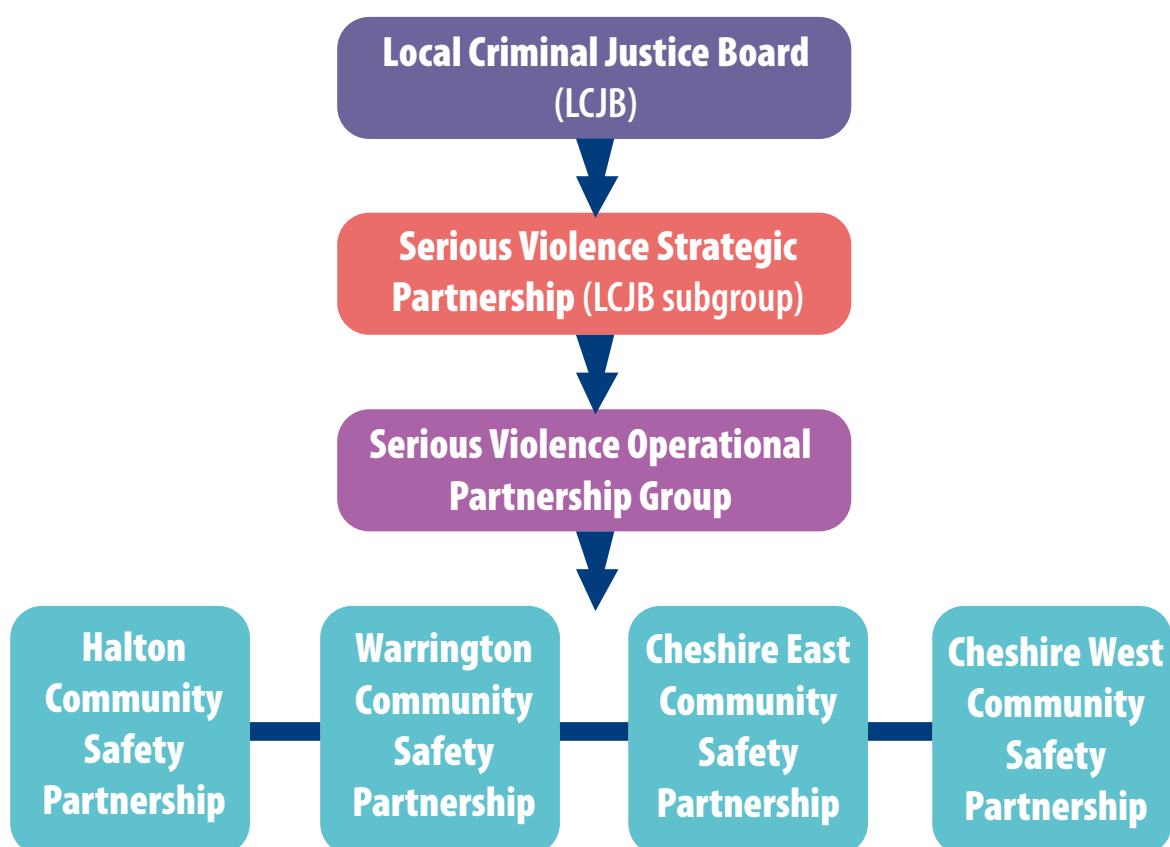 Local Criminal Justice Board
(LCJB)
Serious Violence Strategic
Partnership (LCJB subgroup)
Serious Violence Operational
Partnership Group
Halton
Community
Safety
Partnership
Warrington
Community
Safety
Partnership
Cheshire East
Community
Safety
Partnership
Cheshire West
Community
Safety
Partnership